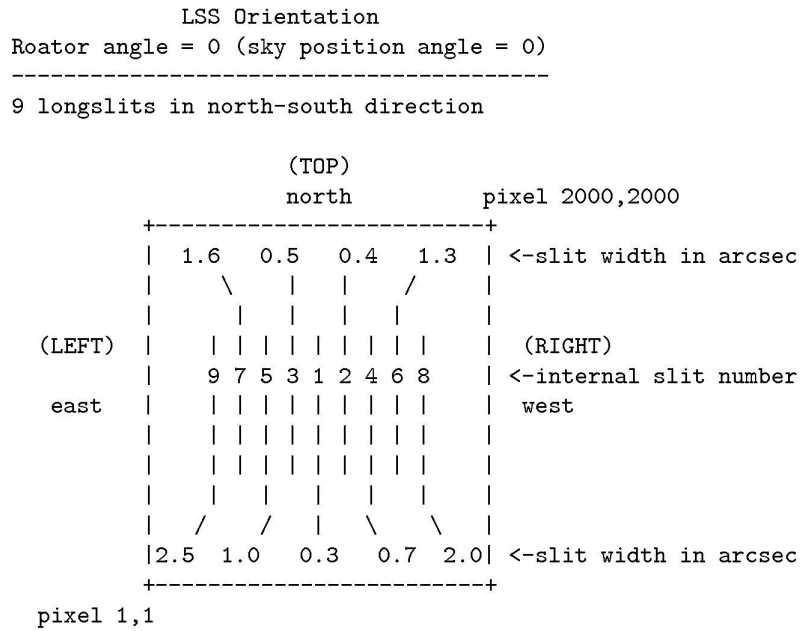 LSS Orientation
Roator angle = 0 (sky position angle = 0)
-----------------------------------------
9 longslits in north-south direction

                     (TOP)
                     north          pixel 2000,2000
          +-------------------------+
          |  1.6   0.5   0.4   1.3  | <-slit width in arcsec
          |     \    |   |    /     |
          |      |   |   |   |      |
  (LEFT)  |    | | | | | | | | |    |  (RIGHT)
          |    9 7 5 3 1 2 4 6 8    | <-internal slit number
   east   |    | | | | | | | | |    |  west
          |    | | | | | | | | |    |
          |    | | | | | | | | |    |
          |    |   |   |   |   |    |
          |   /    /   |   \    \   |
          |2.5  1.0   0.3   0.7  2.0| <-slit width in arcsec
          +-------------------------+
  pixel 1,1